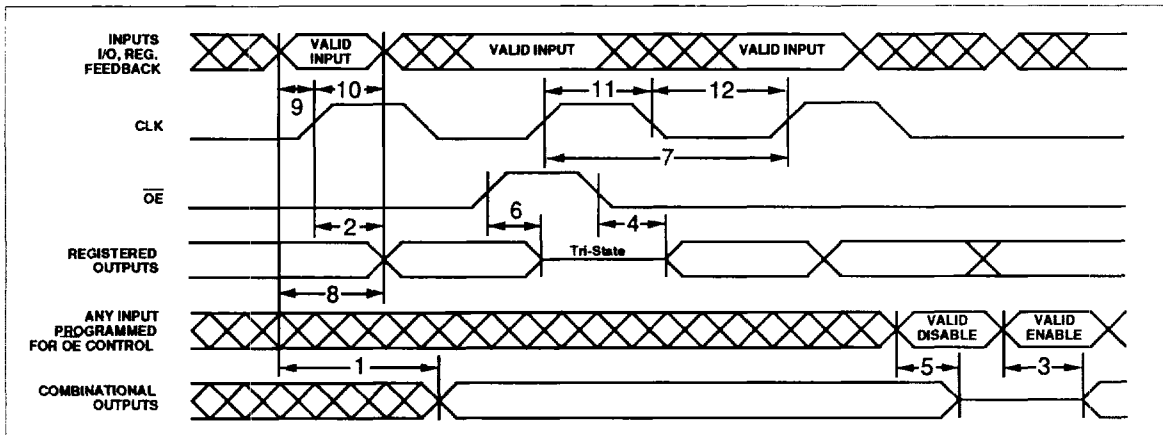 INPUTS
I/O, REG.
FEEDBACK
VALID
INPUT
VALID INPUT
VALID INPUT
9
10
11
12
CLK
7
OE
6
4
2
REGISTERED
OUTPUTS
Tri-State
8
ANY INPUT
PROGRAMMED
FOR OE CONTROL
VALID
DISABLE
VALID
ENABLE
1
5
3
COMBINATIONAL
OUTPUTS